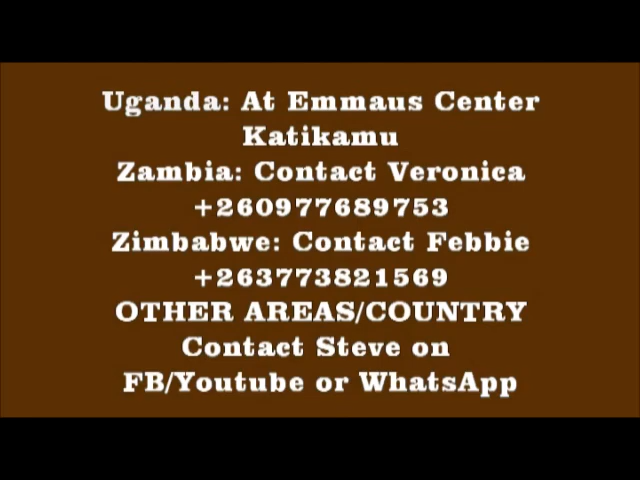 Uganda: At Emmaus Center
Katikamu
Zambia: Contact Veronica
+260977689753
Zimbabwe: Contact Febbie
+263773821569
OTHER AREAS/COUNTRY
Contact Steve on
FB/Youtube or WhatsApp